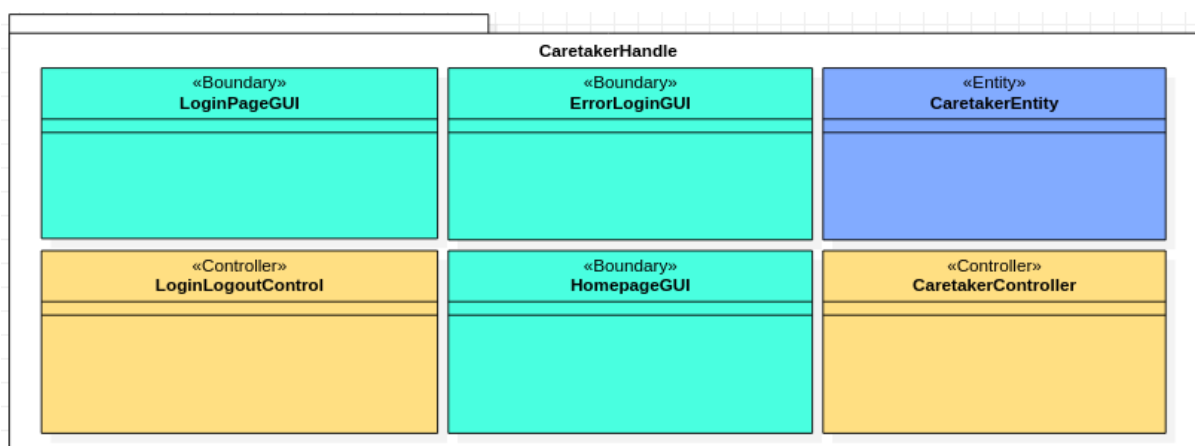 CaretakerHandle
«Boundary»
LoginPageGUI
«Boundary»
ErrorLoginGUI
«Entity»
CaretakerEntity
«Controller»
LoginLogoutControl
«Boundary»
HomepageGUI
«Controller»
CaretakerController